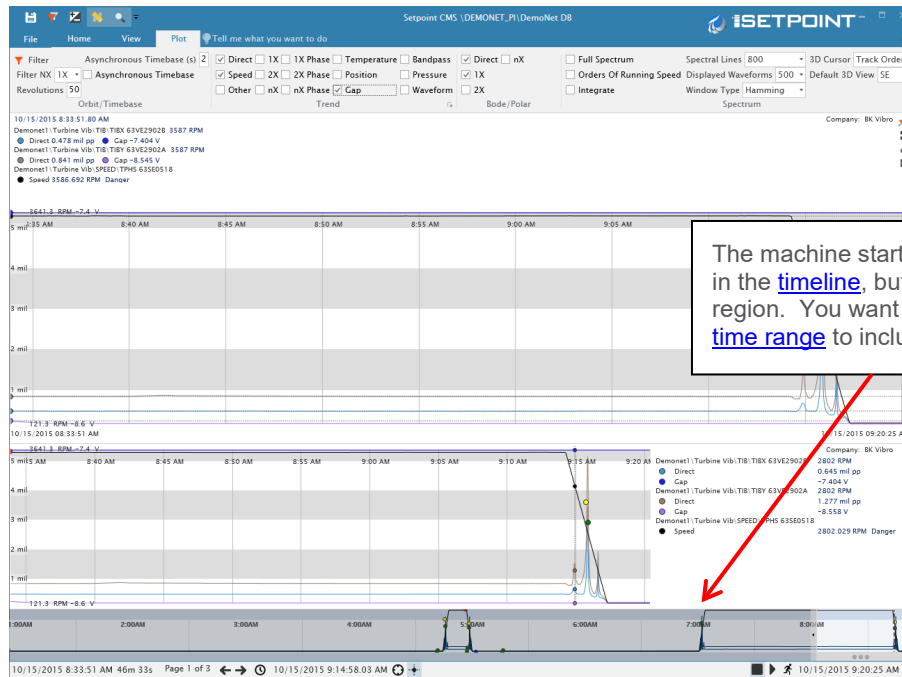 Setpoint CMS \DEMONET_PI\DemoNet DB
SETPOINT
File Home View Plot Tell me what you want to do
Filter Asynchronous Timebase (s) 2 Direct 1X 1X Phase Temperature Bandpass Direct nX Full Spectrum Spectral Lines 800 3D Cursor Track Order
Filter NX 1X Asynchronous Timebase Speed 2X 2X Phase Position Pressure 1X Orders Of Running Speed Displayed Waveforms 500 Default 3D View SE
Revolutions 50 Other nX nX Phase Gap Waveform 2X Integrate Window Type Hamming
Orbit/Timebase Trend Bode/Polar Spectrum
10/15/2015 8:33:51.80 AM Company: BK Vibro
Demonet1\Turbine Vib\TIB\TIBX 63VE2902B 3587 RPM
Direct 0.478 mil pp Gap -7.404 V
Demonet1\Turbine Vib\TIB\TIBY 63VE2902A 3587 RPM
Direct 0.841 mil pp Gap -8.545 V
Demonet1\Turbine Vib\SPEED\TPHS 63SE0518
Speed 3586.692 RPM Danger
3641.3 RPM -7.4 V
5 mil 8:35 AM 8:40 AM 8:45 AM 8:50 AM 8:55 AM 9:00 AM 9:05 AM
The machine start
in the timeline, but
region. You want
time range to inclu
4 mil
3 mil
2 mil
1 mil
121.3 RPM -8.6 V
10/15/2015 08:33:51 AM 10/15/2015 09:20:25 A
3641.3 RPM -7.4 V Company: BK Vibro
5 mil 8:40 AM 8:45 AM 8:50 AM 8:55 AM 9:00 AM 9:05 AM 9:10 AM 9:15 AM 9:20 A
Demonet1\Turbine Vib\TIB\TIBX 63VE2902B 2802 RPM
Direct 0.645 mil pp
Gap -7.404 V
Demonet1\Turbine Vib\TIB\TIBY 63VE2902A 2802 RPM
Direct 1.277 mil pp
Gap -8.558 V
Demonet1\Turbine Vib\SPEED\TPHS 63SE0518
Speed 2802.029 RPM Danger
4 mil
3 mil
2 mil
1 mil
121.3 RPM -8.6 V
1:00AM 2:00AM 3:00AM 4:00AM 5:00AM 6:00AM 7:00AM 8:00AM
10/15/2015 8:33:51 AM 46m 33s Page 1 of 3 10/15/2015 9:14:58.03 AM 10/15/2015 9:20:25 AM